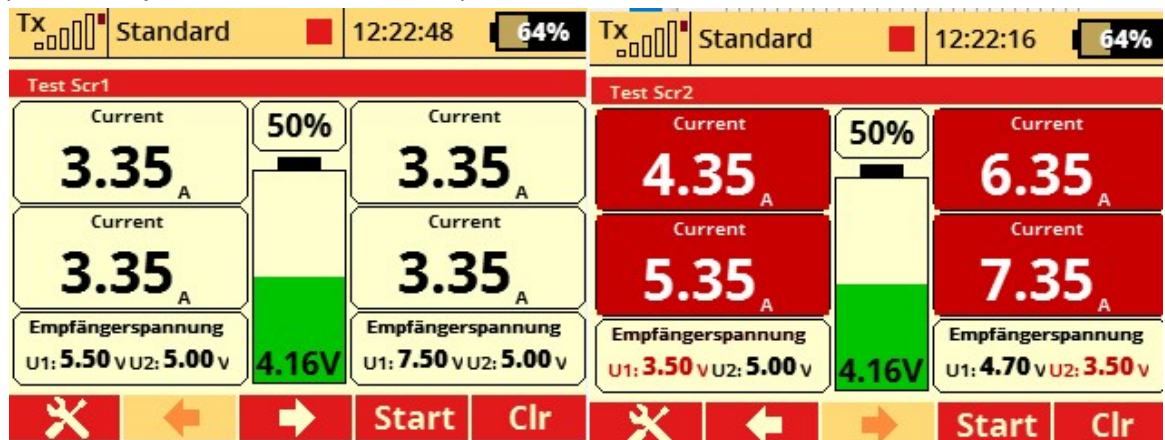 Tx Standard 12:22:48 64%
Test Scr1
Current 50% Current
3.35 A 3.35 A
Current Current
3.35 A 3.35 A
Empfängerspannung Empfängerspannung
U1: 5.50 V U2: 5.00 V 4.16V U1: 7.50 V U2: 5.00 V
Start Clr
Tx Standard 12:22:16 64%
Test Scr2
Current 50% Current
4.35 A 6.35 A
Current Current
5.35 A 7.35 A
Empfängerspannung Empfängerspannung
U1: 3.50 V U2: 5.00 V 4.16V U1: 4.70 V U2: 3.50 V
Start Clr